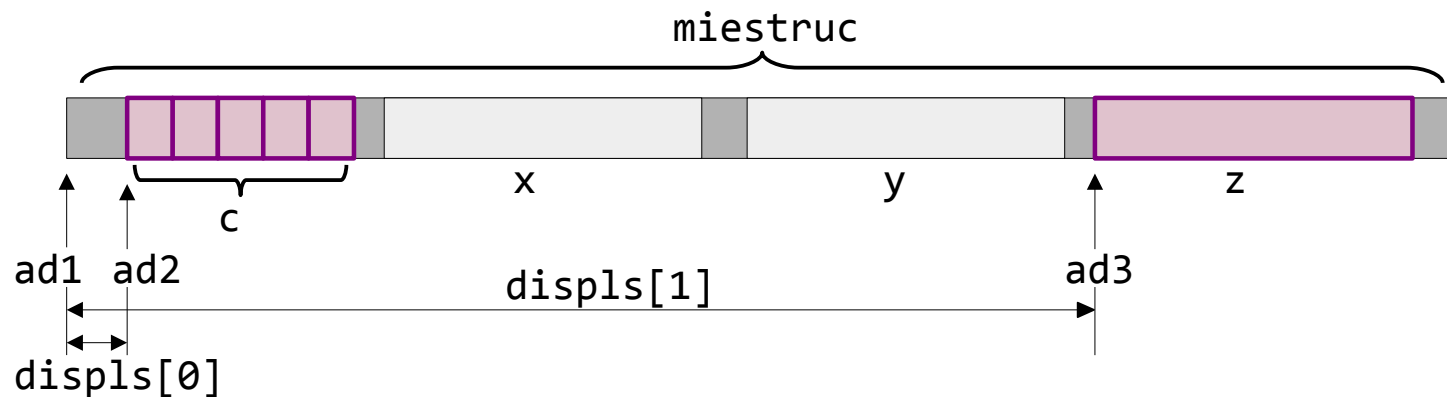 miestruc
c x y z
ad1 ad2 displs[1] ad3
displs[0]